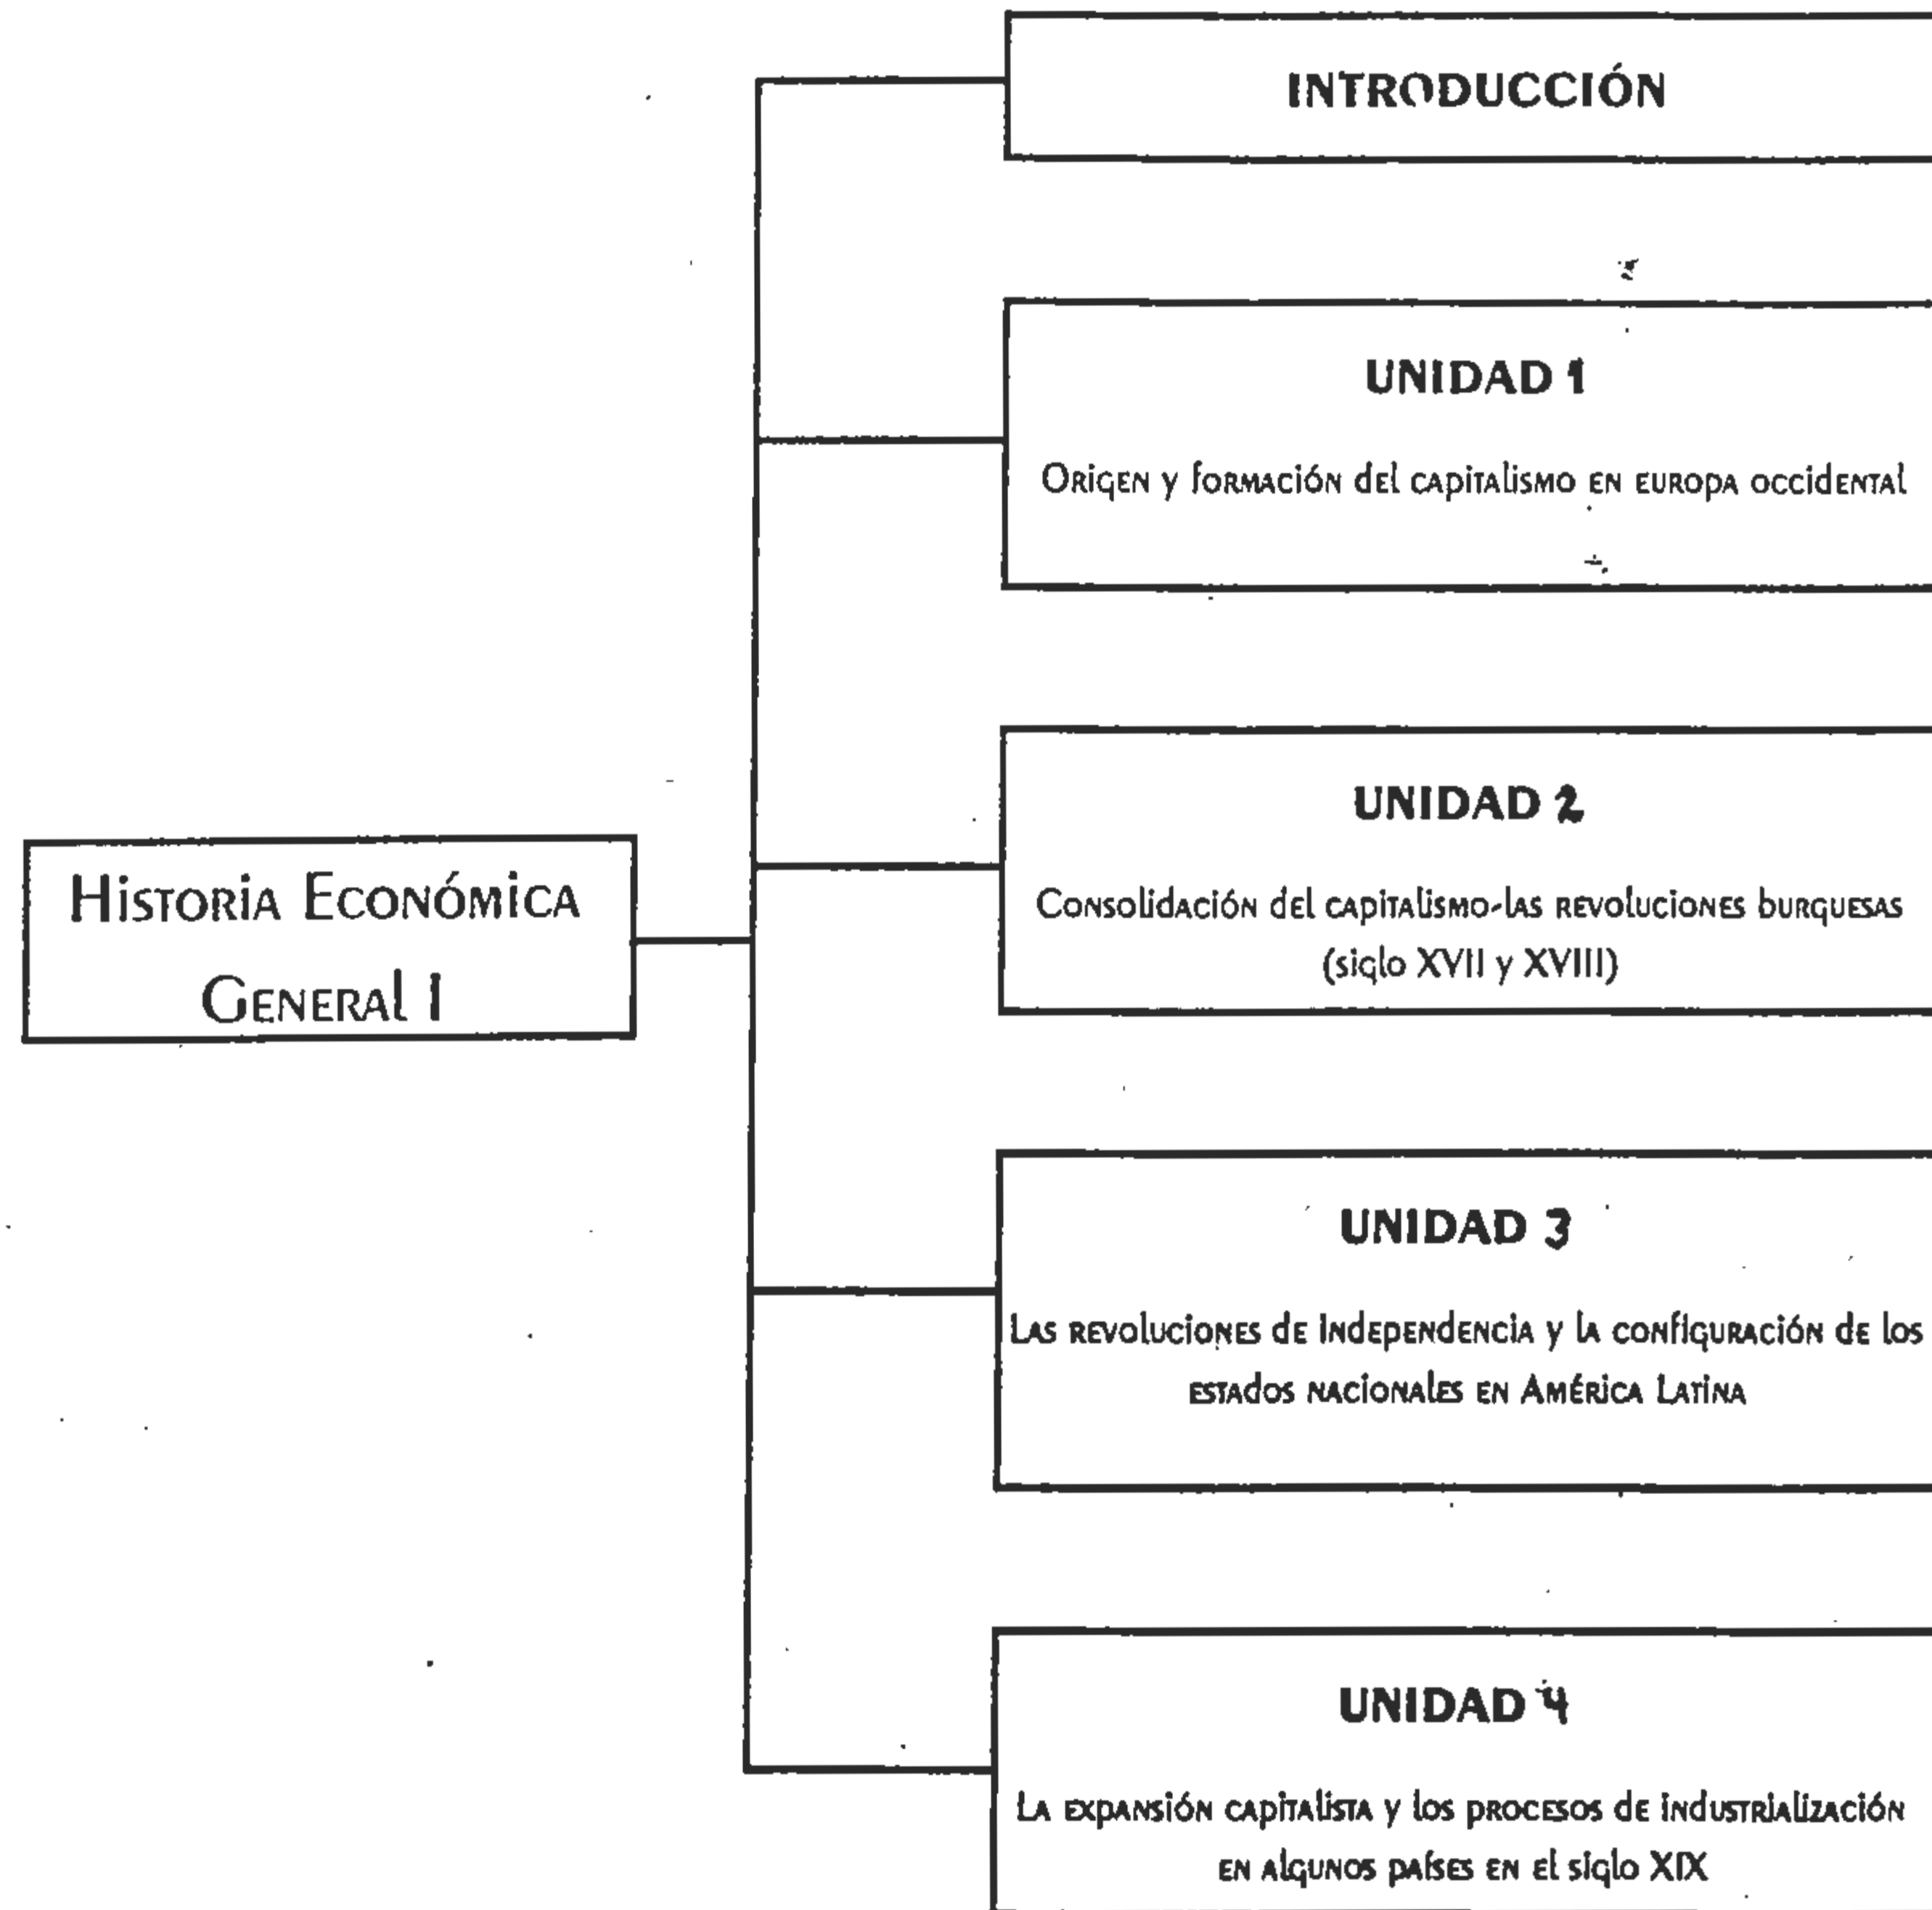 INTRODUCCIÓN
UNIDAD 1
Origen y formación del capitalismo en europa occidental
UNIDAD 2
Consolidación del capitalismo-las revoluciones burguesas
(siglo XVII y XVIII)
Historia Económica
General I
UNIDAD 3
Las revoluciones de independencia y la configuración de los
estados nacionales en América Latina
UNIDAD 4
La expansión capitalista y los procesos de industrialización
en algunos países en el siglo XIX